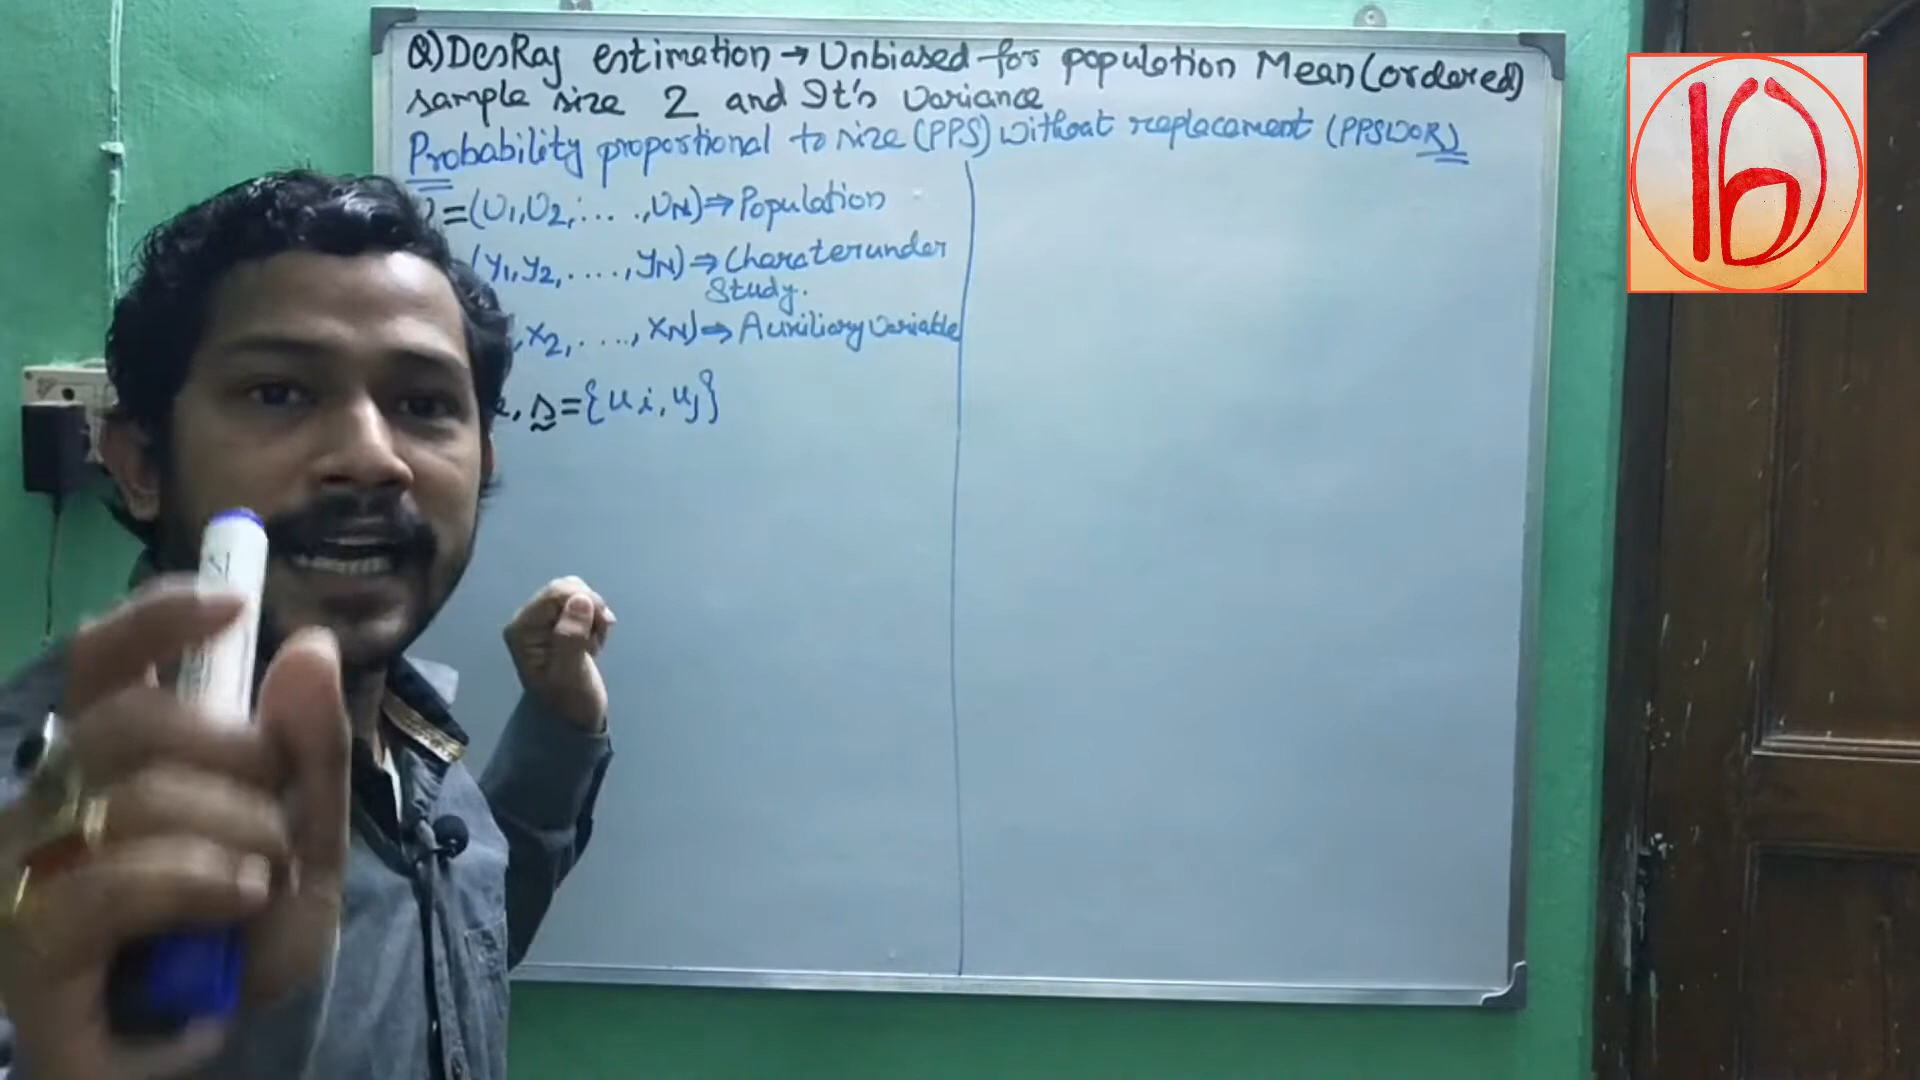 Q) DesRaj estimation → Unbiased for population Mean (ordered)
sample size 2 and It's variance
Probability proportional to size (PPS) without replacement (PPSWOR)
= (U1, U2, ...., UN) ⇒ Population
(y1, y2, ...., yN) ⇒ Charater under
Study.
, x2, ...., xN) ⇒ Auxiliary variable
, s = {ui, uj}